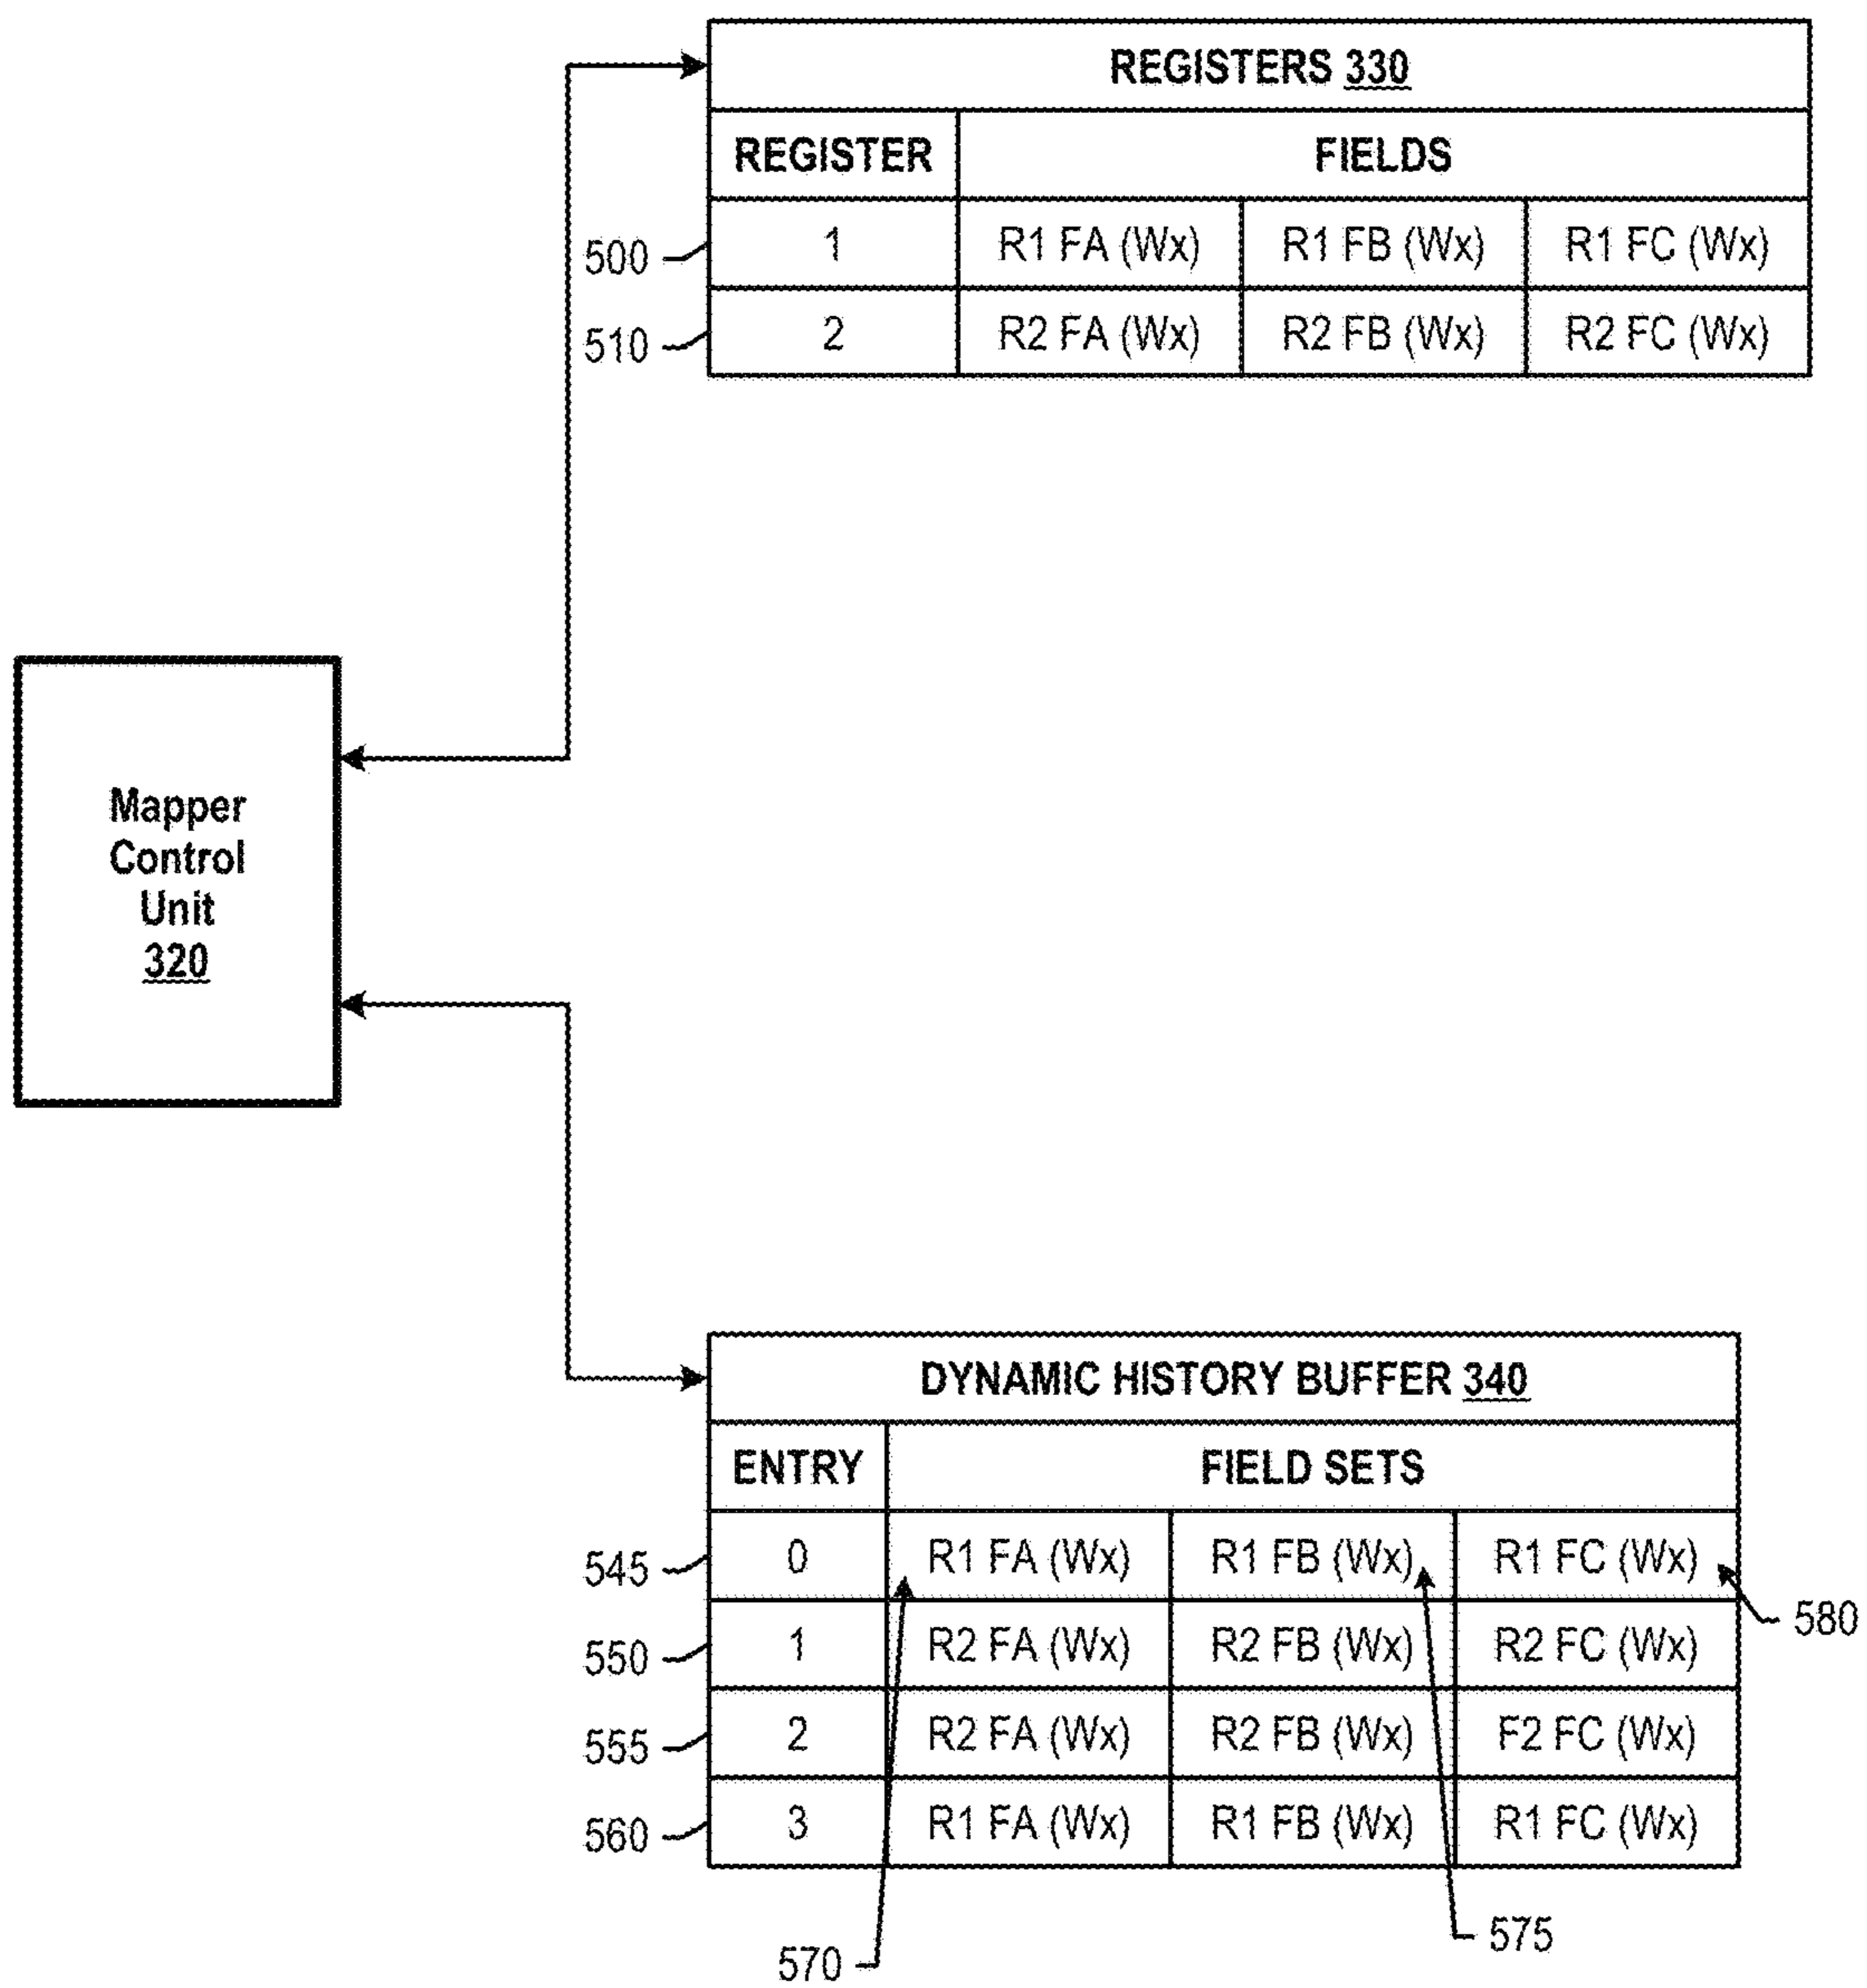 REGISTERS 330
REGISTER FIELDS
500 1 R1 FA (Wx) R1 FB (Wx) R1 FC (Wx)
510 2 R2 FA (Wx) R2 FB (Wx) R2 FC (Wx)
Mapper
Control
Unit
320
DYNAMIC HISTORY BUFFER 340
ENTRY FIELD SETS
545 0 R1 FA (Wx) R1 FB (Wx) R1 FC (Wx) 580
550 1 R2 FA (Wx) R2 FB (Wx) R2 FC (Wx)
555 2 R2 FA (Wx) R2 FB (Wx) F2 FC (Wx)
560 3 R1 FA (Wx) R1 FB (Wx) R1 FC (Wx)
570 575